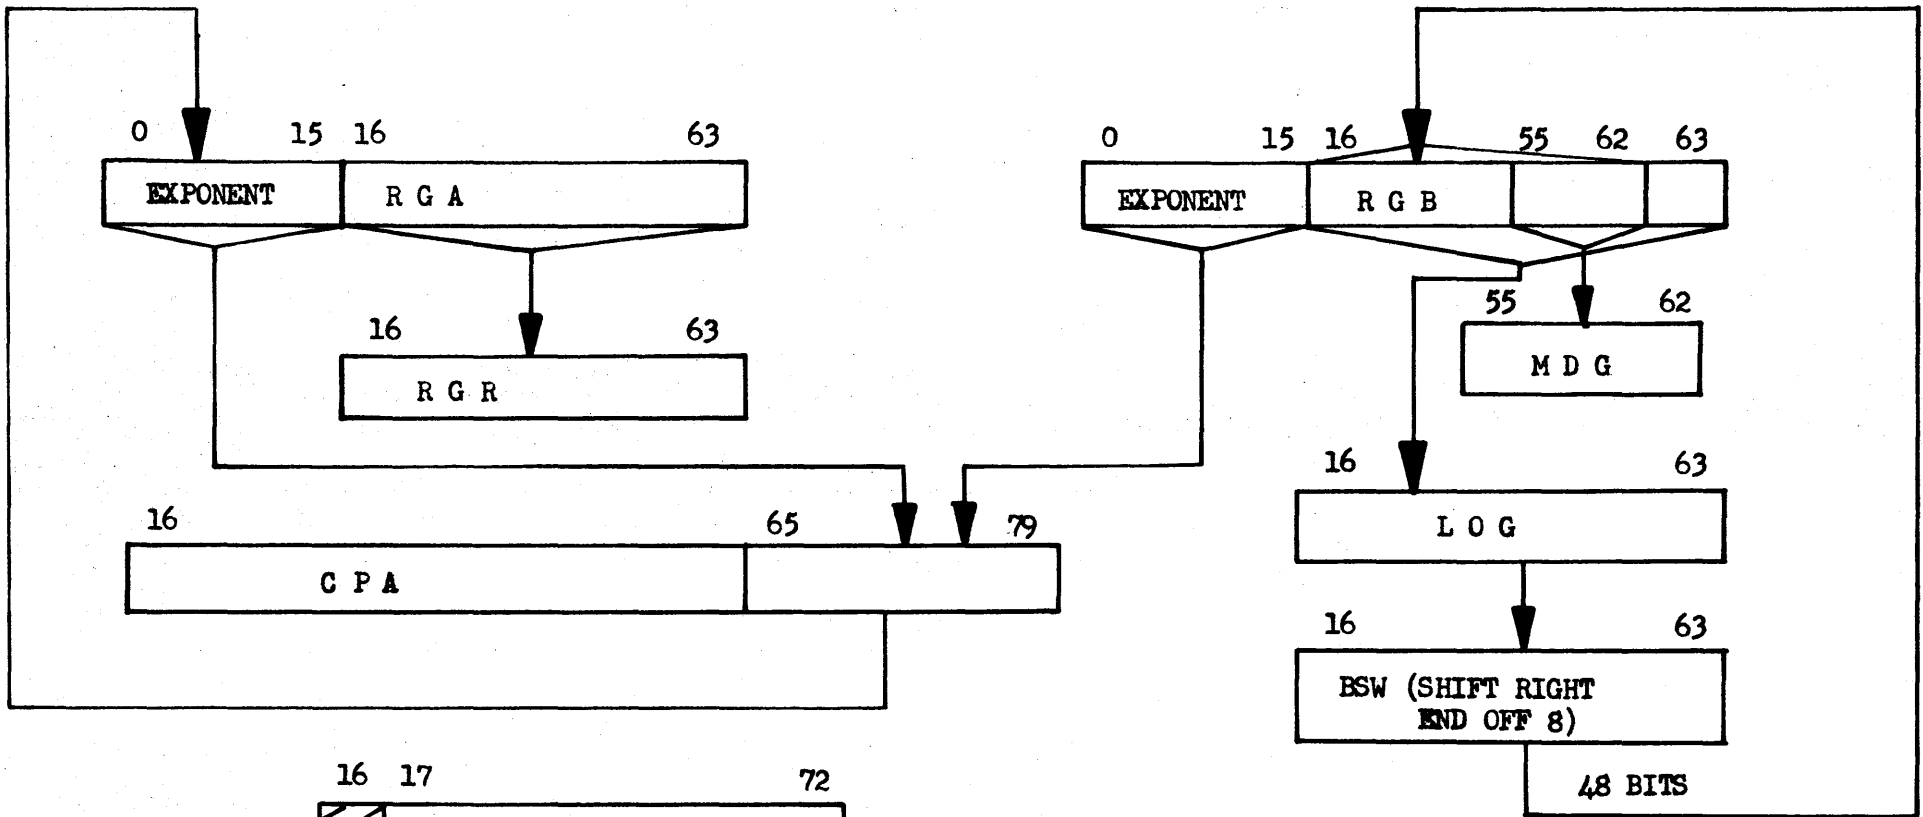 0 15 16 63
EXPONENT R G A
16 63
R G R
0 15 16 55 62 63
EXPONENT R G B
55 62
M D G
16 65 79
C P A
16 63
L O G
16 63
BSW (SHIFT RIGHT
END OFF 8)
48 BITS
16 17 72